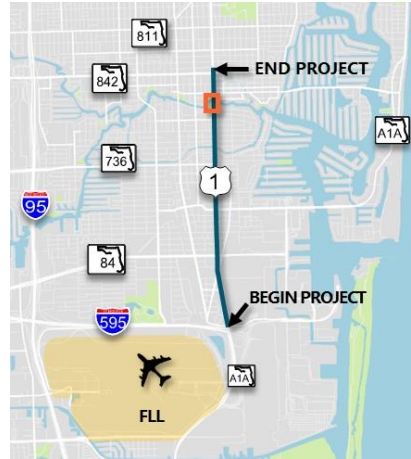 811
END PROJECT
842
A1A
736
1
95
84
BEGIN PROJECT
595
A1A
FLL